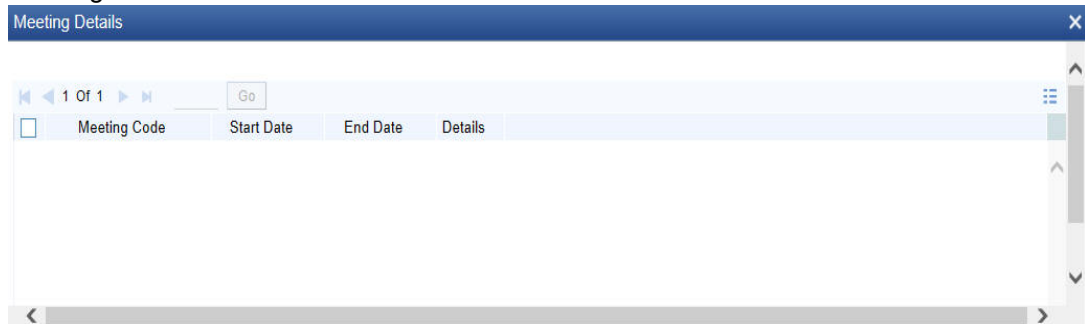 Meeting Details
1 Of 1 Go
Meeting Code Start Date End Date Details